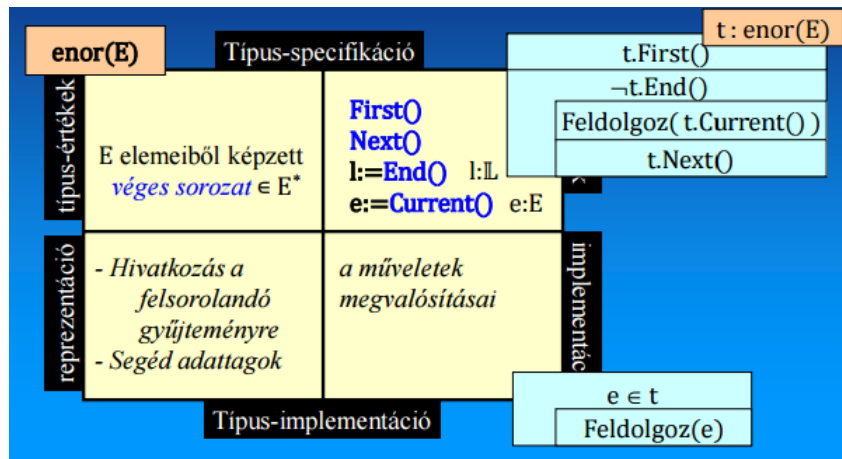 enor(E)
Típus-specifikáció
t : enor(E)
t.First()
¬t.End()
Feldolgoz( t.Current() )
t.Next()
típus-értékek
E elemeiből képzett
véges sorozat ∈ E*
First()
Next()
l:=End() l:𝕃
e:=Current() e:E
k
reprezentáció
- Hivatkozás a
felsorolandó
gyűjteményre
- Segéd adattagok
a műveletek
megvalósításai
implementác
Típus-implementáció
e ∈ t
Feldolgoz(e)